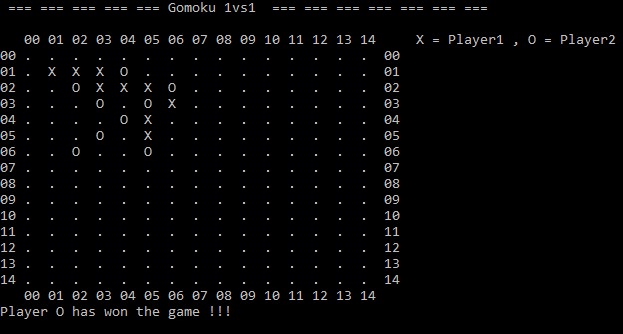 === === === === === Gomoku 1vs1 === === === === === === ===
00 01 02 03 04 05 06 07 08 09 10 11 12 13 14 X = Player1 , O = Player2
00 . . . . . . . . . . . . . . . 00
01 . X X X O . . . . . . . . . . 01
02 . . O X X X O . . . . . . . . 02
03 . . . O . O X . . . . . . . . 03
04 . . . . O X . . . . . . . . . 04
05 . . . O . X . . . . . . . . . 05
06 . . O . . O . . . . . . . . . 06
07 . . . . . . . . . . . . . . . 07
08 . . . . . . . . . . . . . . . 08
09 . . . . . . . . . . . . . . . 09
10 . . . . . . . . . . . . . . . 10
11 . . . . . . . . . . . . . . . 11
12 . . . . . . . . . . . . . . . 12
13 . . . . . . . . . . . . . . . 13
14 . . . . . . . . . . . . . . . 14
00 01 02 03 04 05 06 07 08 09 10 11 12 13 14
Player O has won the game !!!